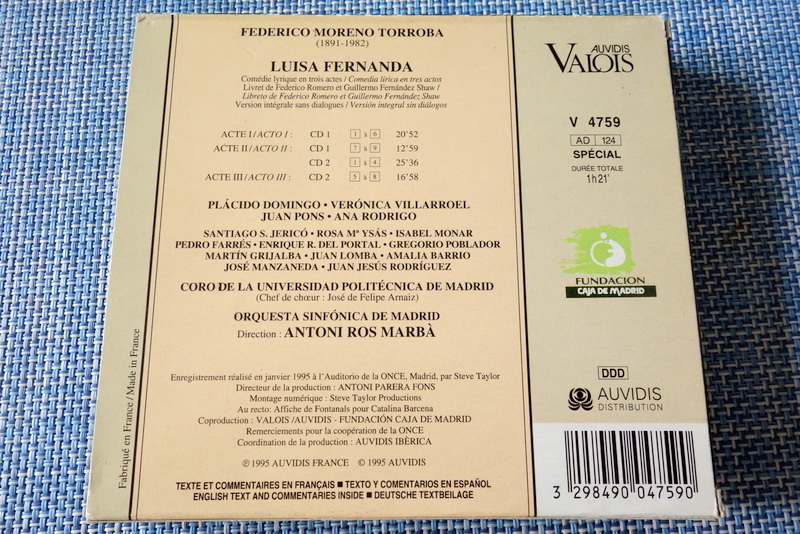 FEDERICO MORENO TORROBA
(1891-1982)
LUISA FERNANDA
Comédie lyrique en trois actes / Comedia lírica en tres actos
Livret de Federico Romero et Guillermo Fernández Shaw /
Libreto de Federico Romero et Guillermo Fernández Shaw
Version intégrale sans dialogues / Versión integral sin diálogos
ACTE I / ACTO I : CD 1 1 à 6 20'52
ACTE II / ACTO II : CD 1 7 à 9 12'59
CD 2 1 à 4 25'36
ACTE III / ACTO III : CD 2 5 à 8 16'58
PLÁCIDO DOMINGO • VERÓNICA VILLARROEL
JUAN PONS • ANA RODRIGO
SANTIAGO S. JERICÓ • ROSA Mª YSÁS • ISABEL MONAR
PEDRO FARRÉS • ENRIQUE R. DEL PORTAL • GREGORIO POBLADOR
MARTÍN GRIJALBA • JUAN LOMBA • AMALIA BARRIO
JOSÉ MANZANEDA • JUAN JESÚS RODRÍGUEZ
CORO DE LA UNIVERSIDAD POLITÉCNICA DE MADRID
(Chef de chœur : José de Felipe Arnaiz)
ORQUESTA SINFÓNICA DE MADRID
Direction : ANTONI ROS MARBÀ
Enregistrement réalisé en janvier 1995 à l'Auditorio de la ONCE, Madrid, par Steve Taylor
Directeur de la production : ANTONI PARERA FONS
Montage numérique : Steve Taylor Productions
Au recto: Affiche de Fontanals pour Catalina Barcena
Coproduction : VALOIS /AUVIDIS - FUNDACIÓN CAJA DE MADRID
Remerciements pour la coopération de la ONCE
Coordination de la production : AUVIDIS IBÈRICA
℗ 1995 AUVIDIS FRANCE © 1995 AUVIDIS
TEXTE ET COMMENTAIRES EN FRANÇAIS ■ TEXTO Y COMENTARIOS EN ESPAÑOL
ENGLISH TEXT AND COMMENTARIES INSIDE ■ DEUTSCHE TEXTBEILAGE
Fabriqué en France / Made in France
AUVIDIS
VALOIS
V 4759
AD 124
SPÉCIAL
DURÉE TOTALE
1h21'
FUNDACION
CAJA DE MADRID
DDD
AUVIDIS
DISTRIBUTION
3 298490 047590